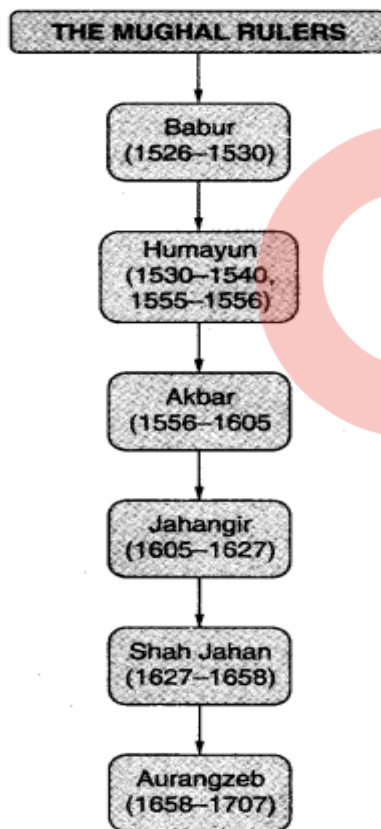 THE MUGHAL RULERS
Babur
(1526–1530)
Humayun
(1530–1540,
1555–1556)
Akbar
(1556–1605
Jahangir
(1605–1627)
Shah Jahan
(1627–1658)
Aurangzeb
(1658–1707)